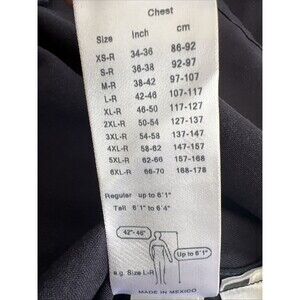 Chest
Size Inch cm
XS-R 34-36 86-92
S-R 36-38 92-97
M-R 38-42 97-107
L-R 42-46 107-117
XL-R 46-50 117-127
2XL-R 50-54 127-137
3XL-R 54-58 137-147
4XL-R 58-62 147-157
5XL-R 62-66 157-168
6XL-R 66-70 168-178
Regular up to 6'1"
Tall 6'1" to 6'4"
42"- 46"
Up to 6'1"
e.g. Size L-R
MADE IN MEXICO